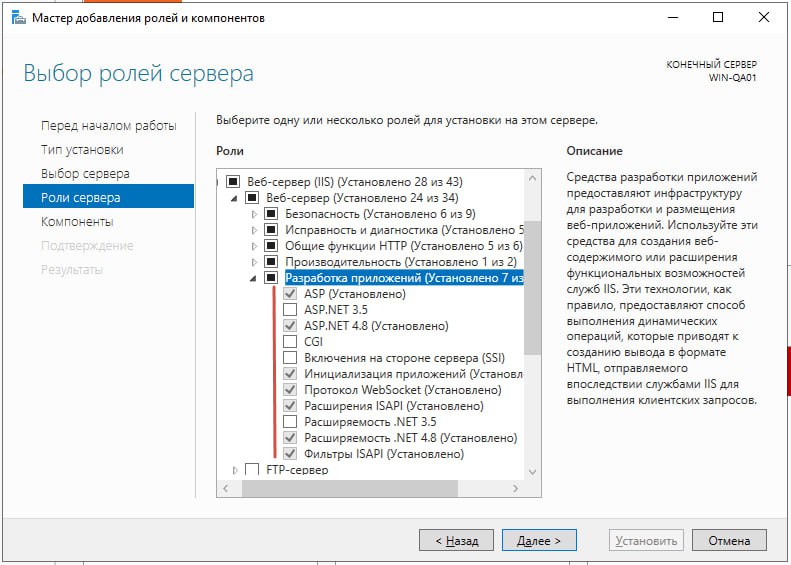 Мастер добавления ролей и компонентов
Выбор ролей сервера
КОНЕЧНЫЙ СЕРВЕР
WIN-QA01
Перед началом работы
Тип установки
Выбор сервера
Роли сервера
Компоненты
Подтверждение
Результаты
Выберите одну или несколько ролей для установки на этом сервере.
Роли
Веб-сервер (IIS) (Установлено 28 из 43)
Веб-сервер (Установлено 24 из 34)
Безопасность (Установлено 6 из 9)
Исправность и диагностика (Установлено 5
Общие функции HTTP (Установлено 5 из 6)
Производительность (Установлено 1 из 2)
Разработка приложений (Установлено 7 из
ASP (Установлено)
ASP.NET 3.5
ASP.NET 4.8 (Установлено)
CGI
Включения на стороне сервера (SSI)
Инициализация приложений (Установлен
Протокол WebSocket (Установлено)
Расширения ISAPI (Установлено)
Расширяемость .NET 3.5
Расширяемость .NET 4.8 (Установлено)
Фильтры ISAPI (Установлено)
FTP-сервер
Описание
Средства разработки приложений
предоставляют инфраструктуру
для разработки и размещения
веб-приложений. Используйте эти
средства для создания веб-
содержимого или расширения
функциональных возможностей
служб IIS. Эти технологии, как
правило, предоставляют способ
выполнения динамических
операций, которые приводят к
созданию вывода в формате
HTML, отправляемого
впоследствии службами IIS для
выполнения клиентских запросов.
< Назад
Далее >
Установить
Отмена